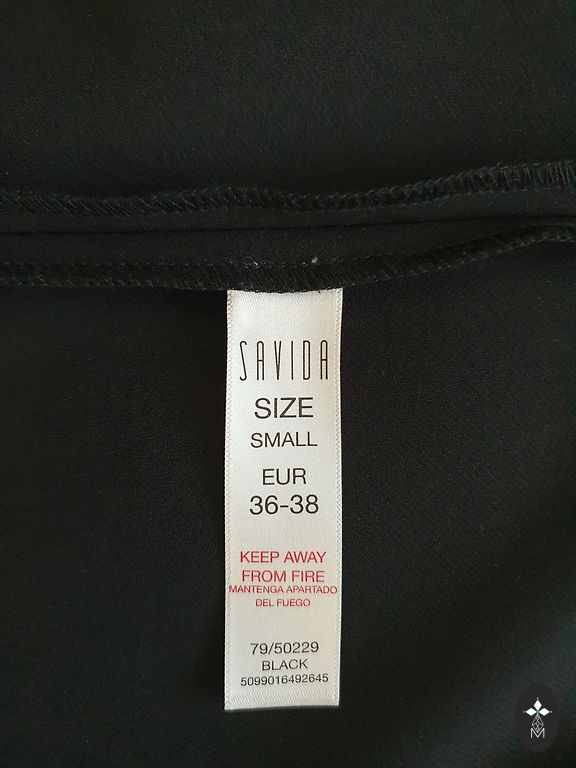 SAVIDA
SIZE
SMALL
EUR
36-38
KEEP AWAY
FROM FIRE
MANTENGA APARTADO
DEL FUEGO
79/50229
BLACK
5099016492645
M